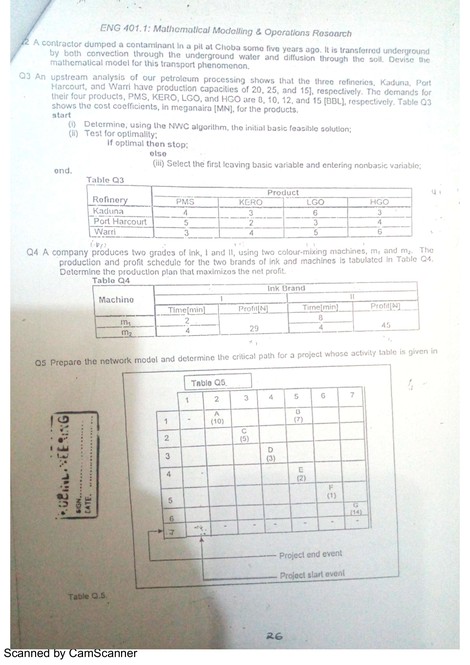 ENG 401.1: Mathematical Modelling & Operations Research
2 A contractor dumped a contaminant in a pit at Choba some five years ago. It is transferred underground
by both convection through the underground water and diffusion through the soil. Devise the
mathematical model for this transport phenomenon.
Q3 An upstream analysis of our petroleum processing shows that the three refineries, Kaduna, Port
Harcourt, and Warri have production capacities of 20, 25, and 15], respectively. The demands for
their four products, PMS, KERO, LGO, and HGO are 8, 10, 12, and 15 [BBL], respectively. Table Q3
shows the cost coefficients, in meganaira [MN], for the products.
start
(i) Determine, using the NWC algorithm, the initial basic feasible solution;
(ii) Test for optimality;
if optimal then stop;
else
(iii) Select the first leaving basic variable and entering nonbasic variable;
end.
Table Q3
Refinery Product
PMS KERO LGO HGO
Kaduna 4 3 6 3
Port Harcourt 5 2 3 4
Warri 3 4 5 6
Q4 A company produces two grades of ink, I and II, using two colour-mixing machines, m₁ and m₂. The
production and profit schedule for the two brands of ink and machines is tabulated in Table Q4.
Determine the production plan that maximizes the net profit.
Table Q4
Machine Ink Brand
I II
Time[min] Profit[N] Time[min] Profit[N]
m₁ 2 29 6 45
m₂ 4 4
Q5 Prepare the network model and determine the critical path for a project whose activity table is given in
Table Q5.
1 2 3 4 5 6 7
1 - A (10) D (7)
2 C (5)
3 D (3)
4 E (2)
5 F (1)
6 G (14)
7 - - - - - -
Project end event
Project start event
SIGN
DATE
Table Q.5.
26
Scanned by CamScanner